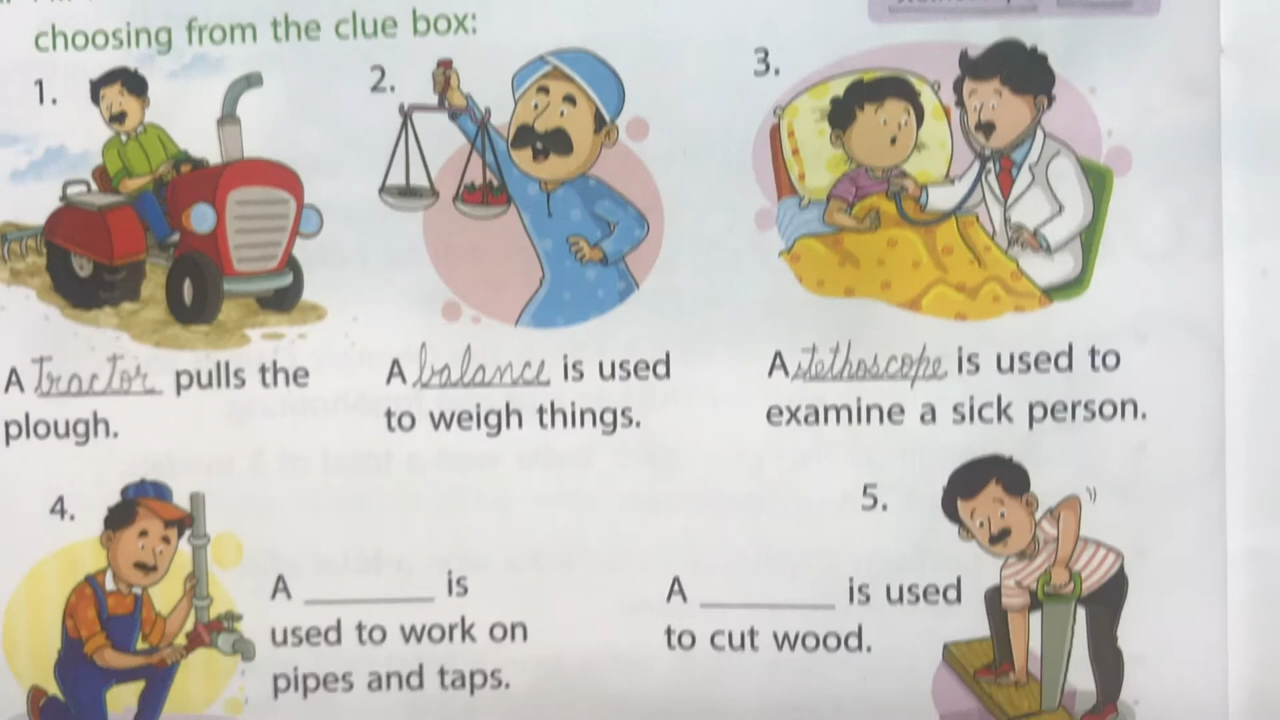 choosing from the clue box:
1.
2.
3.
A tractor pulls the
plough.
A balance is used
to weigh things.
A stethoscope is used to
examine a sick person.
4.
A ________ is
used to work on
pipes and taps.
5.
A ________ is used
to cut wood.